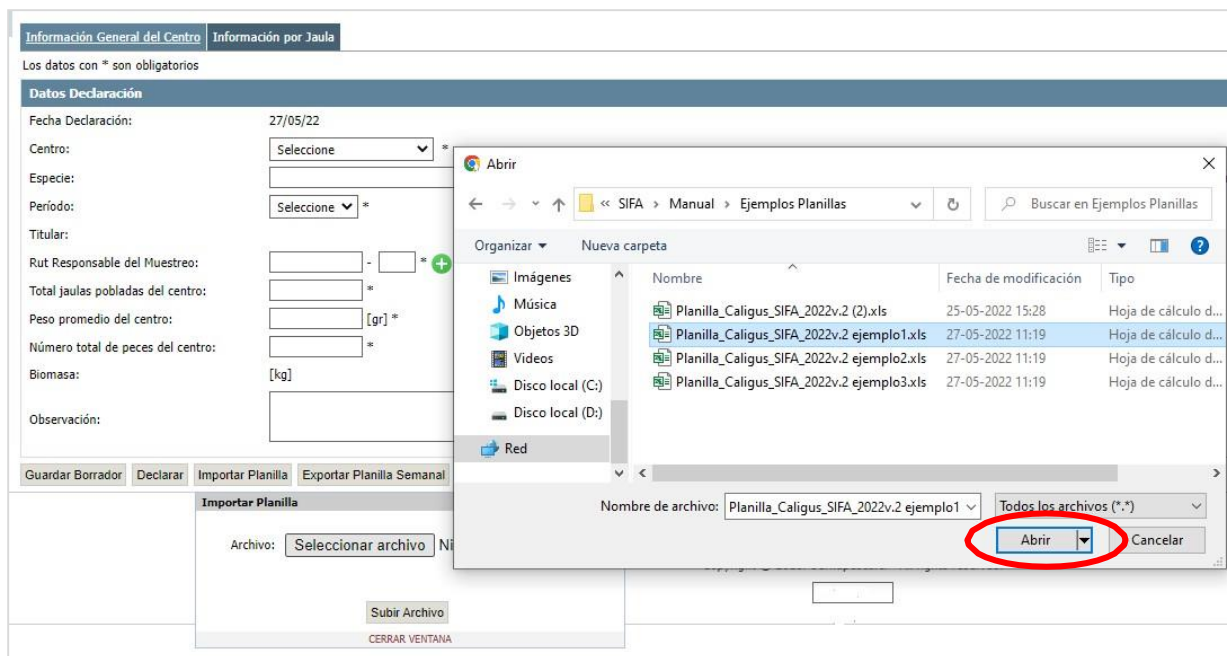 Información General del Centro Información por Jaula
Los datos con * son obligatorios
Datos Declaración
Fecha Declaración: 27/05/22
Centro: Seleccione *
Especie:
Período: Seleccione *
Titular:
Rut Responsable del Muestreo: - *
Total jaulas pobladas del centro: *
Peso promedio del centro: [gr] *
Número total de peces del centro: *
Biomasa: [kg]
Observación:
Guardar Borrador Declarar Importar Planilla Exportar Planilla Semanal
Importar Planilla
Archivo: Seleccionar archivo Ni
Subir Archivo
CERRAR VENTANA
Abrir
« SIFA > Manual > Ejemplos Planillas
Buscar en Ejemplos Planillas
Organizar Nueva carpeta
Imágenes
Música
Objetos 3D
Videos
Disco local (C:)
Disco local (D:)
Red
Nombre Fecha de modificación Tipo
Planilla_Caligus_SIFA_2022v.2 (2).xls 25-05-2022 15:28 Hoja de cálculo d...
Planilla_Caligus_SIFA_2022v.2 ejemplo1.xls 27-05-2022 11:19 Hoja de cálculo d...
Planilla_Caligus_SIFA_2022v.2 ejemplo2.xls 27-05-2022 11:19 Hoja de cálculo d...
Planilla_Caligus_SIFA_2022v.2 ejemplo3.xls 27-05-2022 11:19 Hoja de cálculo d...
Nombre de archivo: Planilla_Caligus_SIFA_2022v.2 ejemplo1 Todos los archivos (*.*)
Abrir Cancelar